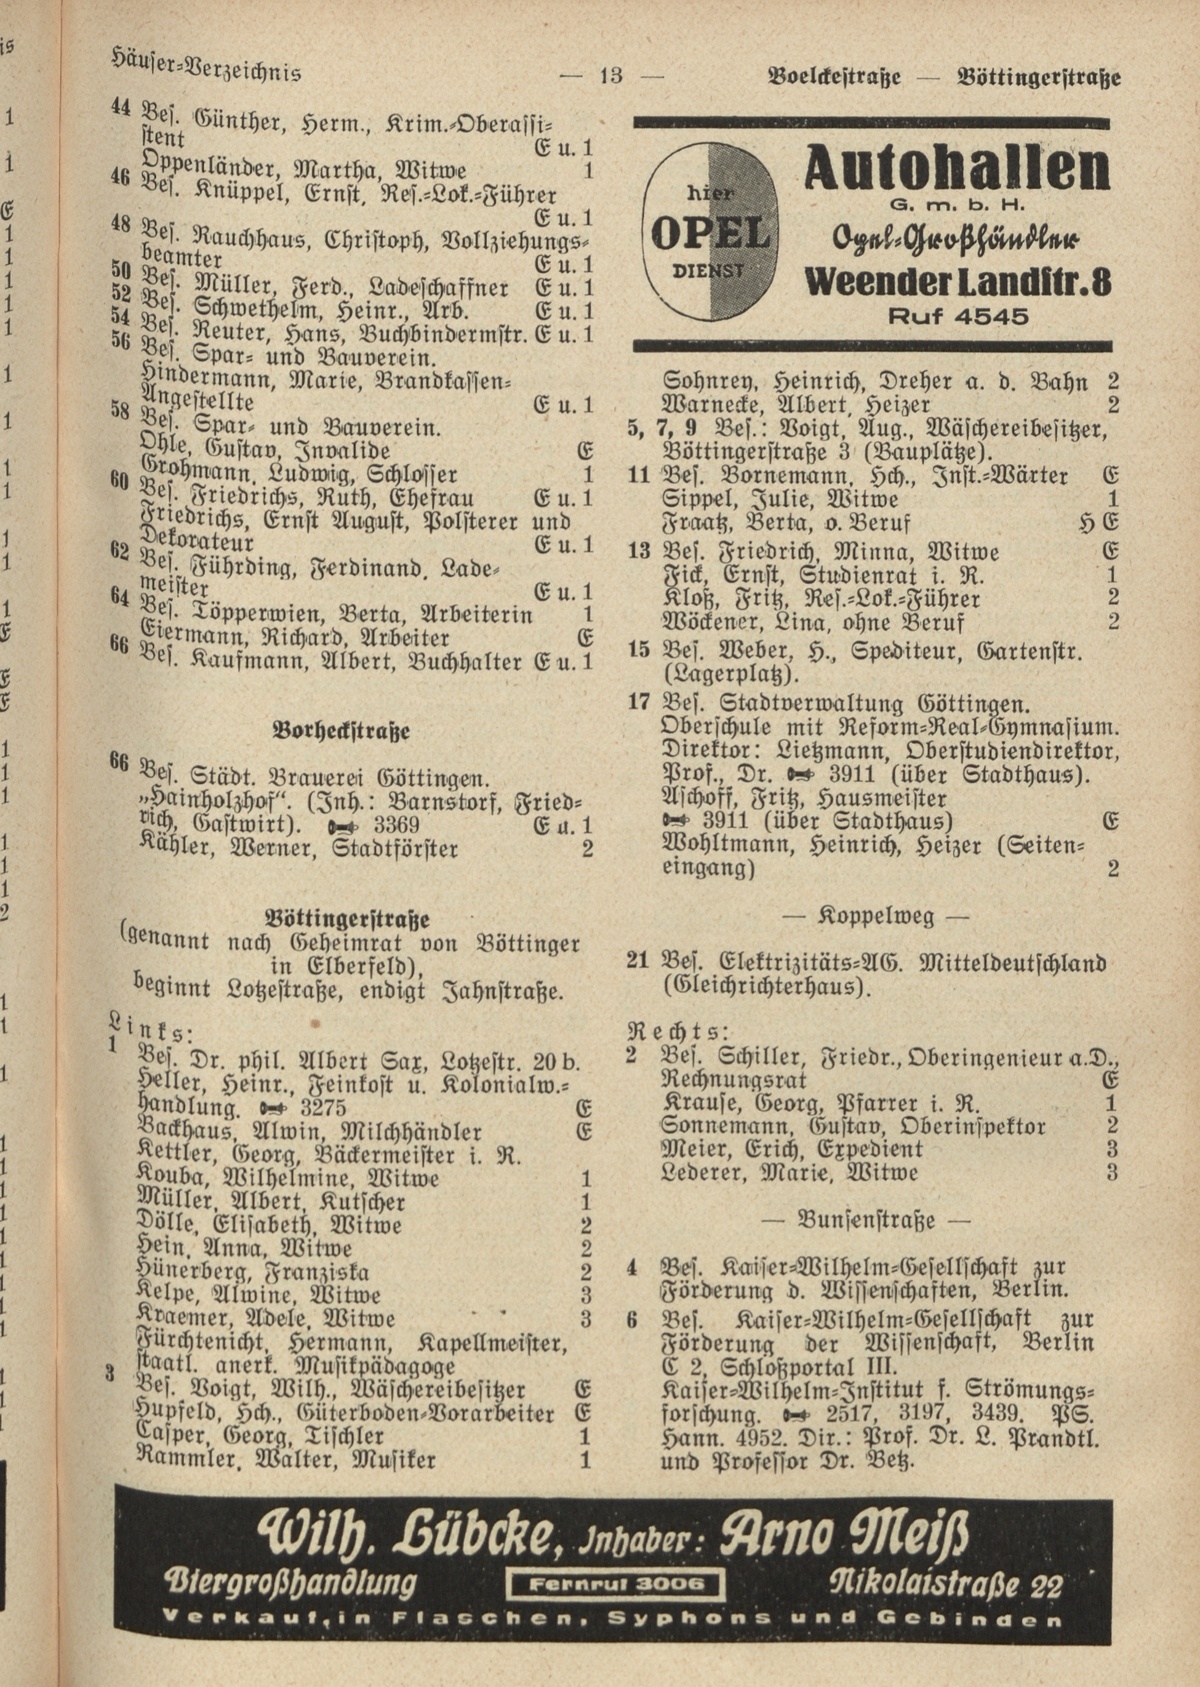 Häuser-Verzeichnis — 13 — Boelckestraße — Böttingerstraße
44 Bes. Günther, Herm., Krim.-Oberassi-
stent E u. 1
Oppenländer, Martha, Witwe 1
46 Bes. Knüppel, Ernst, Res.-Lok.-Führer
E u. 1
48 Bes. Rauchhaus, Christoph, Vollziehungs-
beamter E u. 1
50 Bes. Müller, Ferd., Ladeschaffner E u. 1
52 Bes. Schwethelm, Heinr., Arb. E u. 1
54 Bes. Reuter, Hans, Buchbindermstr. E u. 1
56 Bes. Spar- und Bauverein.
Hindermann, Marie, Brandkassen-
Angestellte E u. 1
58 Bes. Spar- und Bauverein.
Ohle, Gustav, Invalide E
Grohmann, Ludwig, Schlosser 1
60 Bes. Friedrichs, Ruth, Ehefrau E u. 1
Friedrichs, Ernst August, Polsterer und
Dekorateur E u. 1
62 Bes. Führding, Ferdinand, Lade-
meister E u. 1
64 Bes. Töpperwien, Berta, Arbeiterin 1
Eiermann, Richard, Arbeiter E
66 Bes. Kaufmann, Albert, Buchhalter E u. 1
Borheckstraße
66 Bes. Städt. Brauerei Göttingen.
„Hainholzhof“. (Inh.: Barnstorf, Fried-
rich, Gastwirt). 3369 E u. 1
Kähler, Werner, Stadtförster 2
Böttingerstraße
(genannt nach Geheimrat von Böttinger
in Elberfeld),
beginnt Lotzestraße, endigt Jahnstraße.
Links:
1 Bes. Dr. phil. Albert Sax, Lotzestr. 20 b.
Heller, Heinr., Feinkost u. Kolonialw.-
handlung. 3275 E
Backhaus, Alwin, Milchhändler E
Kettler, Georg, Bäckermeister i. R.
Kouba, Wilhelmine, Witwe 1
Müller, Albert, Kutscher 1
Dölle, Elisabeth, Witwe 2
Hein, Anna, Witwe 2
Hünerberg, Franziska 2
Kelpe, Alwine, Witwe 3
Kraemer, Adele, Witwe 3
Fürchtenicht, Hermann, Kapellmeister,
staatl. anerk. Musikpädagoge
3 Bes. Voigt, Wilh., Wäschereibesitzer E
Hupfeld, Hch., Güterboden-Vorarbeiter E
Casper, Georg, Tischler 1
Rammler, Walter, Musiker 1
hier
OPEL
DIENST
Autohallen
G. m. b. H.
Opel-Großhändler
Weender Landstr. 8
Ruf 4545
Sohnrey, Heinrich, Dreher a. d. Bahn 2
Warnecke, Albert, Heizer 2
5, 7, 9 Bes.: Voigt, Aug., Wäschereibesitzer,
Böttingerstraße 3 (Bauplätze).
11 Bes. Bornemann, Hch., Inst.-Wärter E
Sippel, Julie, Witwe 1
Fraatz, Berta, o. Beruf H E
13 Bes. Friedrich, Minna, Witwe E
Fick, Ernst, Studienrat i. R. 1
Kloß, Fritz, Res.-Lok.-Führer 2
Wöckener, Lina, ohne Beruf 2
15 Bes. Weber, H., Spediteur, Gartenstr.
(Lagerplatz).
17 Bes. Stadtverwaltung Göttingen.
Oberschule mit Reform-Real-Gymnasium.
Direktor: Lietzmann, Oberstudiendirektor,
Prof., Dr. 3911 (über Stadthaus).
Aschoff, Fritz, Hausmeister
3911 (über Stadthaus) E
Wohltmann, Heinrich, Heizer (Seiten-
eingang) 2
— Koppelweg —
21 Bes. Elektrizitäts-AG. Mitteldeutschland
(Gleichrichterhaus).
Rechts:
2 Bes. Schiller, Friedr., Oberingenieur a.D.,
Rechnungsrat E
Krause, Georg, Pfarrer i. R. 1
Sonnemann, Gustav, Oberinspektor 2
Meier, Erich, Expedient 3
Lederer, Marie, Witwe 3
— Bunsenstraße —
4 Bes. Kaiser-Wilhelm-Gesellschaft zur
Förderung d. Wissenschaften, Berlin.
6 Bes. Kaiser-Wilhelm-Gesellschaft zur
Förderung der Wissenschaft, Berlin
C 2, Schloßportal III.
Kaiser-Wilhelm-Institut f. Strömungs-
forschung. 2517, 3197, 3439. PS.
Hann. 4952. Dir.: Prof. Dr. L. Prandtl.
und Professor Dr. Betz.
Wilh. Lübcke, Inhaber: Arno Meiß
Biergroßhandlung Fernruf 3006 Nikolaistraße 22
Verkauf in Flaschen, Syphons und Gebinden